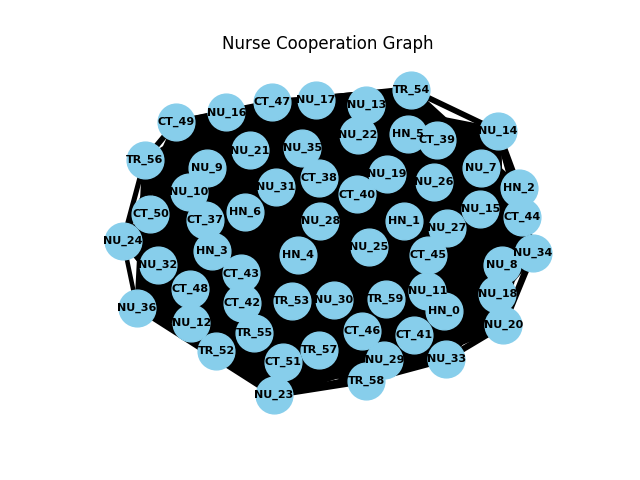 Nurse Cooperation Graph
TR_54
CT_47
NU_17
NU_13
NU_16
CT_49
NU_14
NU_22
HN_5
CT_39
NU_21
NU_35
TR_56
NU_9
NU_7
NU_19
CT_38
NU_26
NU_31
HN_2
NU_10
CT_40
NU_15
HN_6
CT_50
CT_44
CT_37
NU_28
HN_1
NU_27
NU_24
NU_25
HN_3
NU_34
HN_4
CT_45
NU_32
NU_8
CT_43
CT_48
NU_11
NU_18
TR_59
NU_30
TR_53
CT_42
NU_36
HN_0
NU_12
NU_20
CT_46
TR_55
CT_41
TR_57
TR_52
NU_33
NU_29
CT_51
TR_58
NU_23